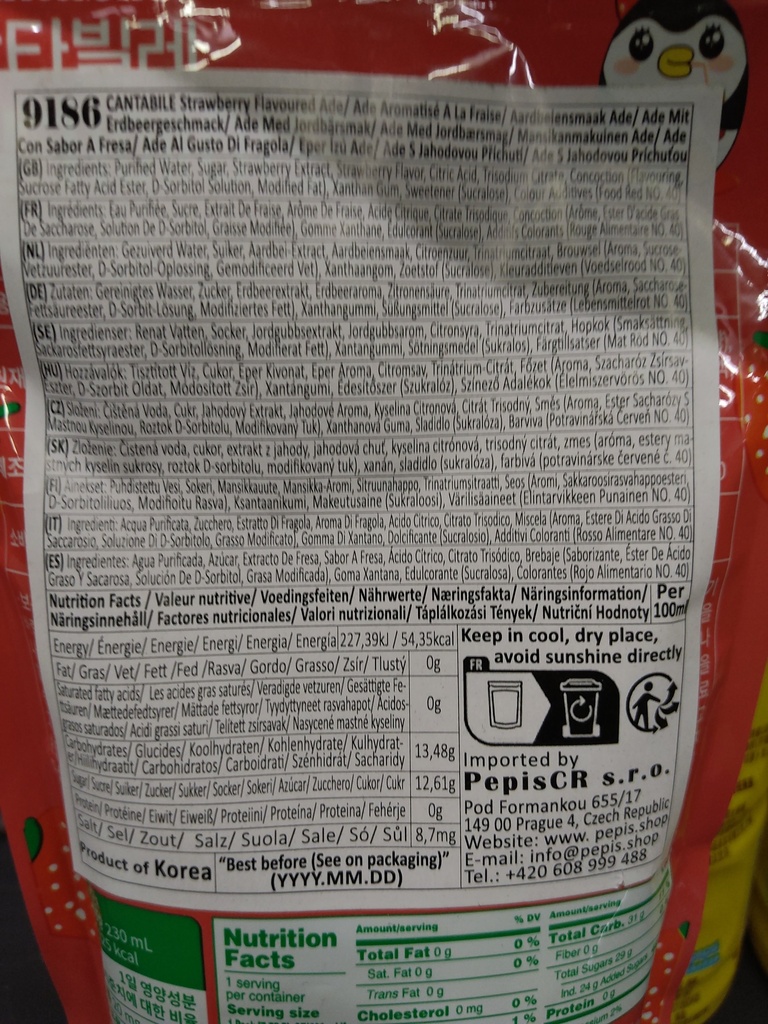 타빌레
9186 CANTABILE Strawberry Flavoured Ade/ Ade Aromatisé A La Fraise/ Aardbeiensmaak Ade/ Ade Mit
Erdbeergeschmack/ Ade Med Jordbärsmak/ Ade Med Jordbærsmag/ Mansikanmakuinen Ade/ Ade
Con Sabor A Fresa/ Ade Al Gusto Di Fragola/ Eper Ízű Ade/ Ade S Jahodovou Příchutí/ Ade S Jahodovou Príchuťou
(GB) Ingredients: Purified Water, Sugar, Strawberry Extract, Strawberry Flavor, Citric Acid, Trisodium Citrate, Concoction (Flavouring,
Sucrose Fatty Acid Ester, D-Sorbitol Solution, Modified Fat), Xanthan Gum, Sweetener (Sucralose), Colour Additives (Food Red NO. 40)
(FR) Ingrédients: Eau Purifiée, Sucre, Extrait De Fraise, Arôme De Fraise, Acide Citrique, Citrate Trisodique, Concoction (Arôme, Ester D'acide Gras
De Saccharose, Solution De D-Sorbitol, Graisse Modifiée), Gomme Xanthane, Edulcorant (Sucralose), Additifs Colorants (Rouge Alimentaire NO. 40)
(NL) Ingrediënten: Gezuiverd Water, Suiker, Aardbei Extract, Aardbeiensmaak, Citroenzuur, Trinatriumcitraat, Brouwsel (Aroma, Sucrose-
Vetzuurester, D-Sorbitol-Oplossing, Gemodificeerd Vet), Xanthaangom, Zoetstof (Sucralose), Kleuradditieven (Voedselrood NO. 40)
(DE) Zutaten: Gereinigtes Wasser, Zucker, Erdbeerextrakt, Erdbeerarom​a, Zitronensäure, Trinatriumcitrat, Zubereitung (Aroma, Saccharose-
Fettsäureester, D-Sorbit-Lösung, Modifiziertes Fett), Xanthangummi, Süßungsmittel (Sucralose), Farbzusätze (Lebensmittelrot NO. 40)
(SE) Ingredienser: Renat Vatten, Socker, Jordgubbsextrakt, Jordgubbsarom, Citronsyra, Trinatriumcitrat, Hopkok (Smaksättning,
Sackarosfettsyraester, D-Sorbitollösning, Modifierat Fett), Xantangummi, Sötningsmedel (Sukralos), Färgtillsatser (Mat Röd NO. 40)
(HU) Hozzávalók: Tisztított Víz, Cukor, Eper Kivonat, Eper Aroma, Citromsav, Trinátrium-Citrát, Főzet (Aroma, Szacharóz Zsírsav-
Észter, D-Szorbit Oldat, Módosított Zsír), Xantángumi, Édesítőszer (Szukralóz), Színező Adalékok (Élelmiszervörös NO. 40)
(CZ) Složení: Čištěná Voda, Cukr, Jahodový Extrakt, Jahodové Aroma, Kyselina Citronová, Citrát Trisodný, Směs (Aroma, Ester Sacharózy S
Mastnou Kyselinou, Roztok D-Sorbitolu, Modifikovaný Tuk), Xanthanová Guma, Sladidlo (Sukralóza), Barviva (Potravinářská Červeň NO. 40)
(SK) Zloženie: Čistená voda, cukor, extrakt z jahody, jahodová chuť, kyselina citrónová, trisodný citrát, zmes (aróma, estery ma-
stných kyselín sukrosy, roztok D-sorbitolu, modifikovaný tuk), xanán, sladidlo (sukralóza), farbivá (potravinárske červené č. 40)
(FI) Ainekset: Puhdistettu Vesi, Sokeri, Mansikkauute, Mansikka-Aromi, Sitruunahappo, Trinatriumsitraatti, Seos (Aromi, Sakkaroosirasvahappoesteri,
D-Sorbitoliliuos, Modifioitu Rasva), Ksantaanikumi, Makeutusaine (Sukraloosi), Värilisäaineet (Elintarvikkeen Punainen NO. 40)
(IT) Ingredienti: Acqua Purificata, Zucchero, Estratto Di Fragola, Aroma Di Fragola, Acido Citrico, Citrato Trisodico, Miscela (Aroma, Estere Di Acido Grasso Di
Saccarosio, Soluzione Di D-Sorbitolo, Grasso Modificato), Gomma Di Xantano, Dolcificante (Sucralosio), Additivi Coloranti (Rosso Alimentare NO. 40)
(ES) Ingredientes: Agua Purificada, Azúcar, Extracto De Fresa, Sabor A Fresa, Ácido Cítrico, Citrato Trisódico, Brebaje (Saborizante, Éster De Ácido
Graso Y Sacarosa, Solución De D-Sorbitol, Grasa Modificada), Goma Xantana, Edulcorante (Sucralosa), Colorantes (Rojo Alimentario NO. 40)
Nutrition Facts / Valeur nutritive/ Voedingsfeiten/ Nährwerte/ Næringsfakta/ Näringsinformation/ Per
Näringsinnehåll/ Factores nutricionales/ Valori nutrizionali/ Táplálkozási Tények/ Nutriční Hodnoty 100ml
Energy/ Énergie/ Energie/ Energi/ Energia/ Energía 227,39kJ / 54,35kcal
Fat/ Gras/ Vet/ Fett /Fed /Rasva/ Gordo/ Grasso/ Zsír/ Tlustý 0g
Saturated fatty acids/ Les acides gras saturés/ Veradigde vetzuren/ Gesättigte Fe-
ttsäuren/ Mættedefedtsyrer/ Mättade fettsyror/ Tyydyttyneet rasvahapot/ Ácidos-
grasos saturados/ Acidi grassi saturi/ Telített zsírsavak/ Nasycené mastné kyseliny 0g
Carbohydrates/ Glucides/ Koolhydraten/ Kohlenhydrate/ Kulhydrat-
er/Hiilihydraatit/ Carbohidratos/ Carboidrati/ Szénhidrát/ Sacharidy 13,48g
Sugar/ Sucre/ Suiker/ Zucker/ Sukker/ Socker/ Sokeri/ Azúcar/ Zucchero/ Cukor/ Cukr 12,61g
Protein/ Protéine/ Eiwit/ Eiweiß/ Proteiini/ Proteína/ Proteina/ Fehérje 0g
Salt/ Sel/ Zout/ Salz/ Suola/ Sale/ Só/ Sůl 8,7mg
Product of Korea "Best before (See on packaging)"
(YYYY.MM.DD)
Keep in cool, dry place,
avoid sunshine directly
FR
Imported by
PepisCR s.r.o.
Pod Formankou 655/17
149 00 Prague 4, Czech Republic
Website: www. pepis.shop
E-mail: info@pepis.shop
Tel.: +420 608 999 488
230 mL
5 kcal
1일 영양성분
Nutrition
Facts
1 serving
per container
Serving size
Amount/serving % DV
Total Fat 0 g 0 %
Sat. Fat 0 g 0 %
Trans Fat 0 g
Cholesterol 0 mg 0 %
1 %
Amount/serving
Total Carb. 31 g
Fiber 0 g
Total Sugars 29 g
Ind. 24 g Added Sugars
Protein 0 g